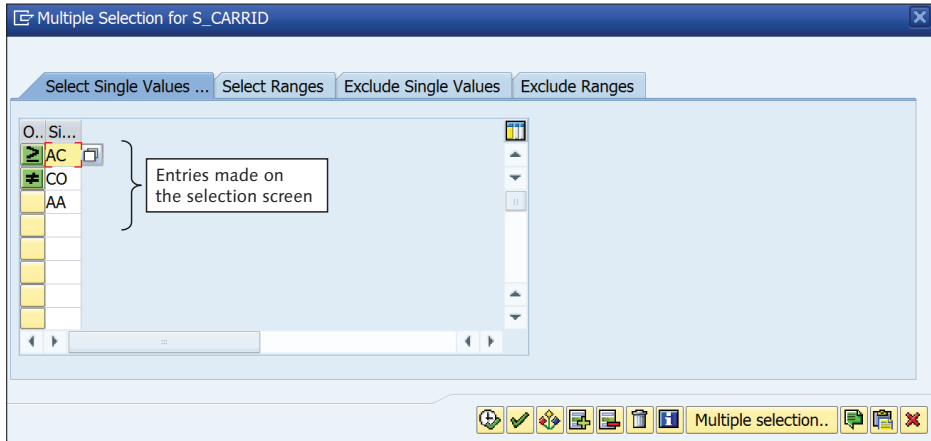 Multiple Selection for S_CARRID
Select Single Values ... Select Ranges Exclude Single Values Exclude Ranges
O.. Si...
≥ AC
≠ CO
AA
Entries made on
the selection screen
Multiple selection..